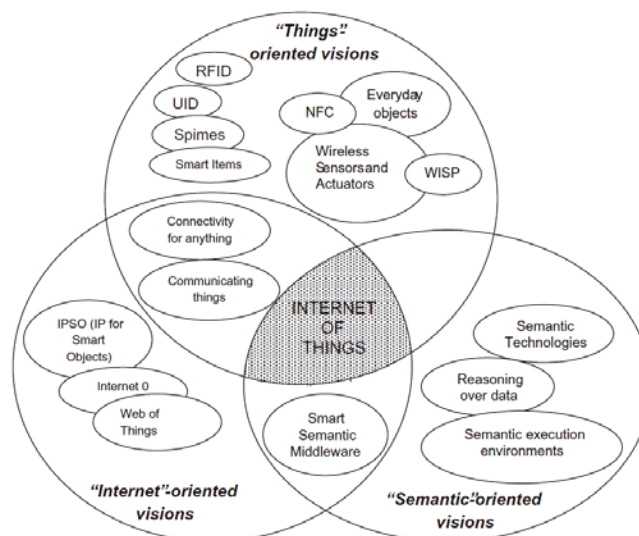 “Things”-
oriented visions
RFID
UID
Spimes
Smart Items
NFC
Everyday
objects
Wireless
Sensors and
Actuators
WISP
Connectivity
for anything
Communicating
things
INTERNET
OF
THINGS
IPSO (IP for
Smart
Objects)
Internet 0
Web of
Things
Semantic
Technologies
Reasoning
over data
Semantic execution
environments
Smart
Semantic
Middleware
“Internet”-oriented
visions
“Semantic”-oriented
visions